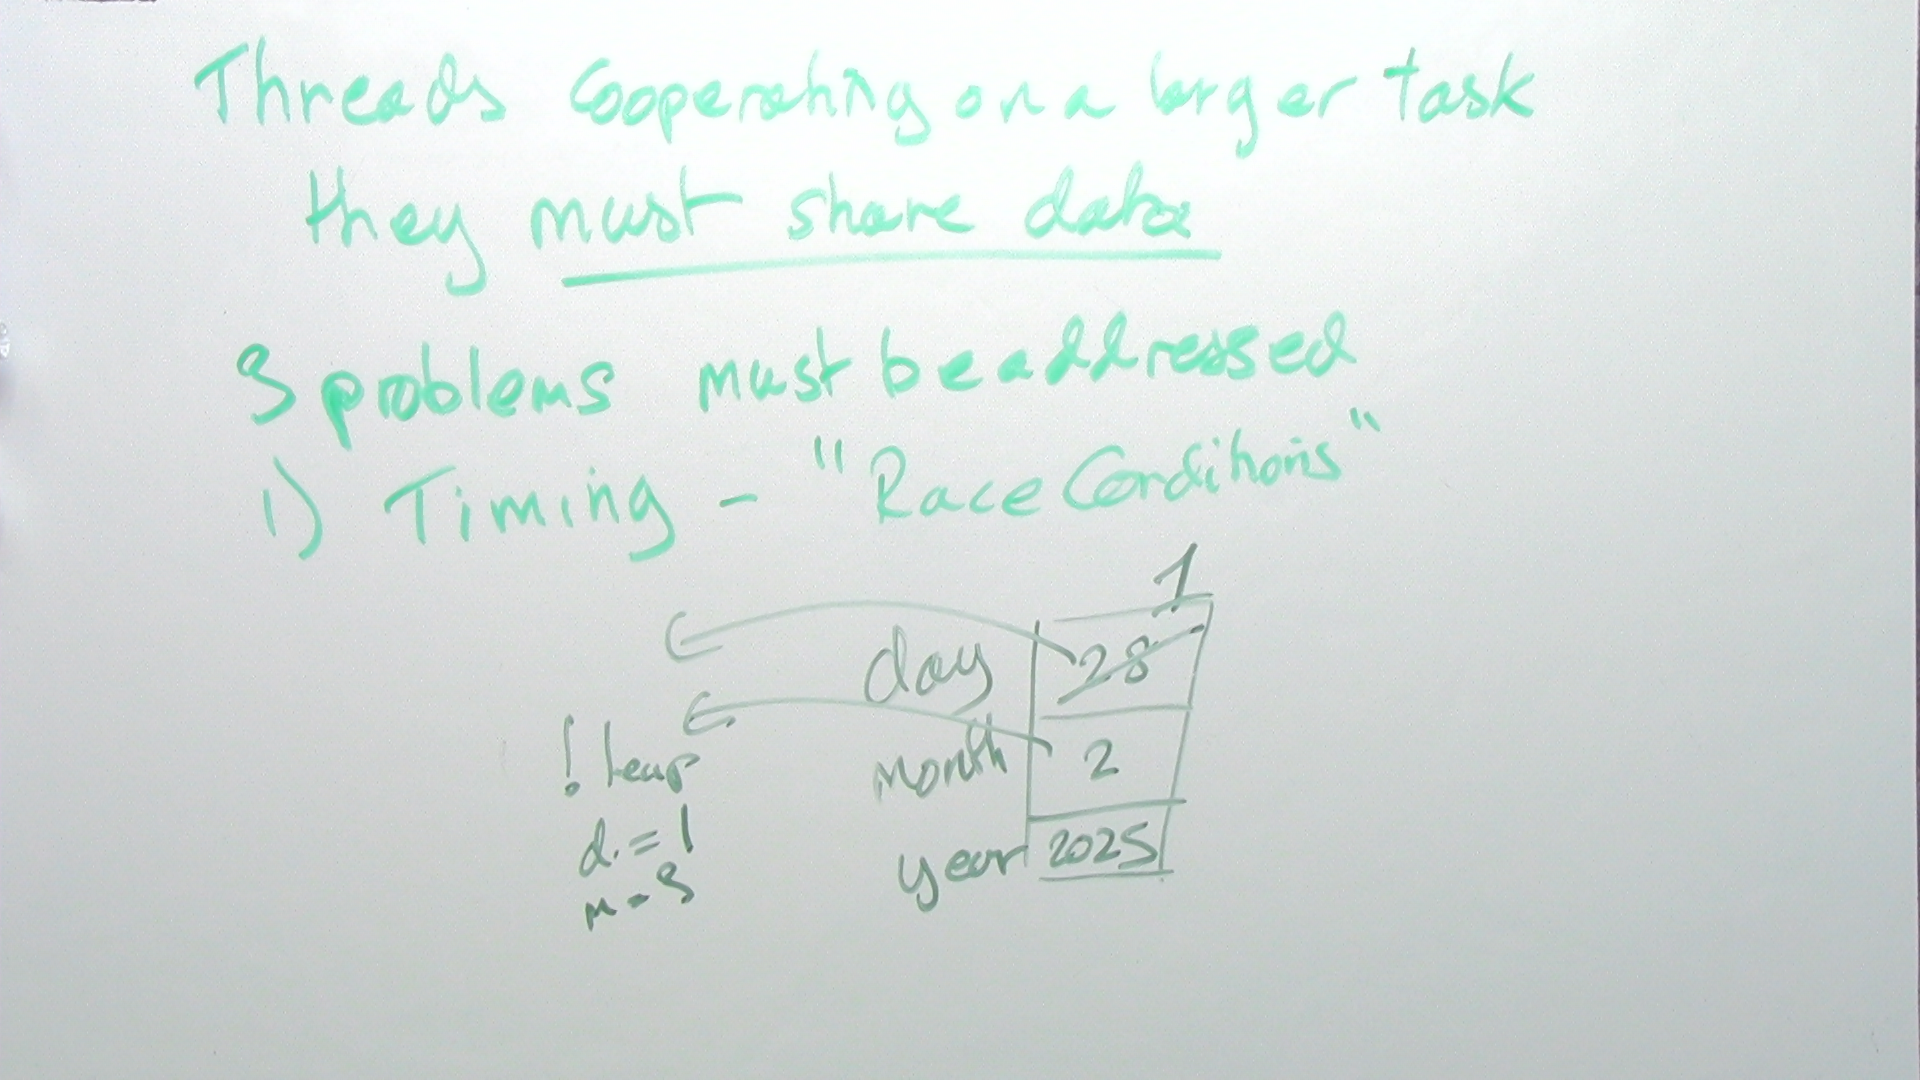 Threads Cooperating on a larger task
they must share data
3 problems must be addressed
1) Timing - "Race Conditions"
1
day 28
month 2
year 2025
! leap
d = 1
m = 3